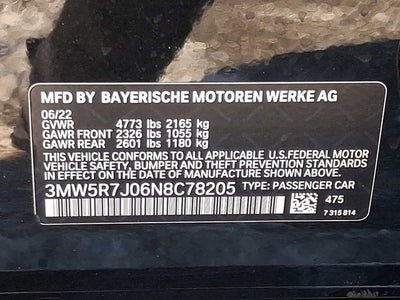 MFD BY BAYERISCHE MOTOREN WERKE AG
06/22
GVWR 4773 lbs 2165 kg
GAWR FRONT 2326 lbs 1055 kg
GAWR REAR 2601 lbs 1180 kg
THIS VEHICLE CONFORMS TO ALL APPLICABLE U.S.FEDERAL MOTOR
VEHICLE SAFETY, BUMPER, AND THEFT PREVENTION STANDARDS
IN EFFECT ON THE DATE OF MANUFACTURE SHOWN ABOVE.
3MW5R7J06N8C78205 TYPE: PASSENGER CAR
475
7 315 814